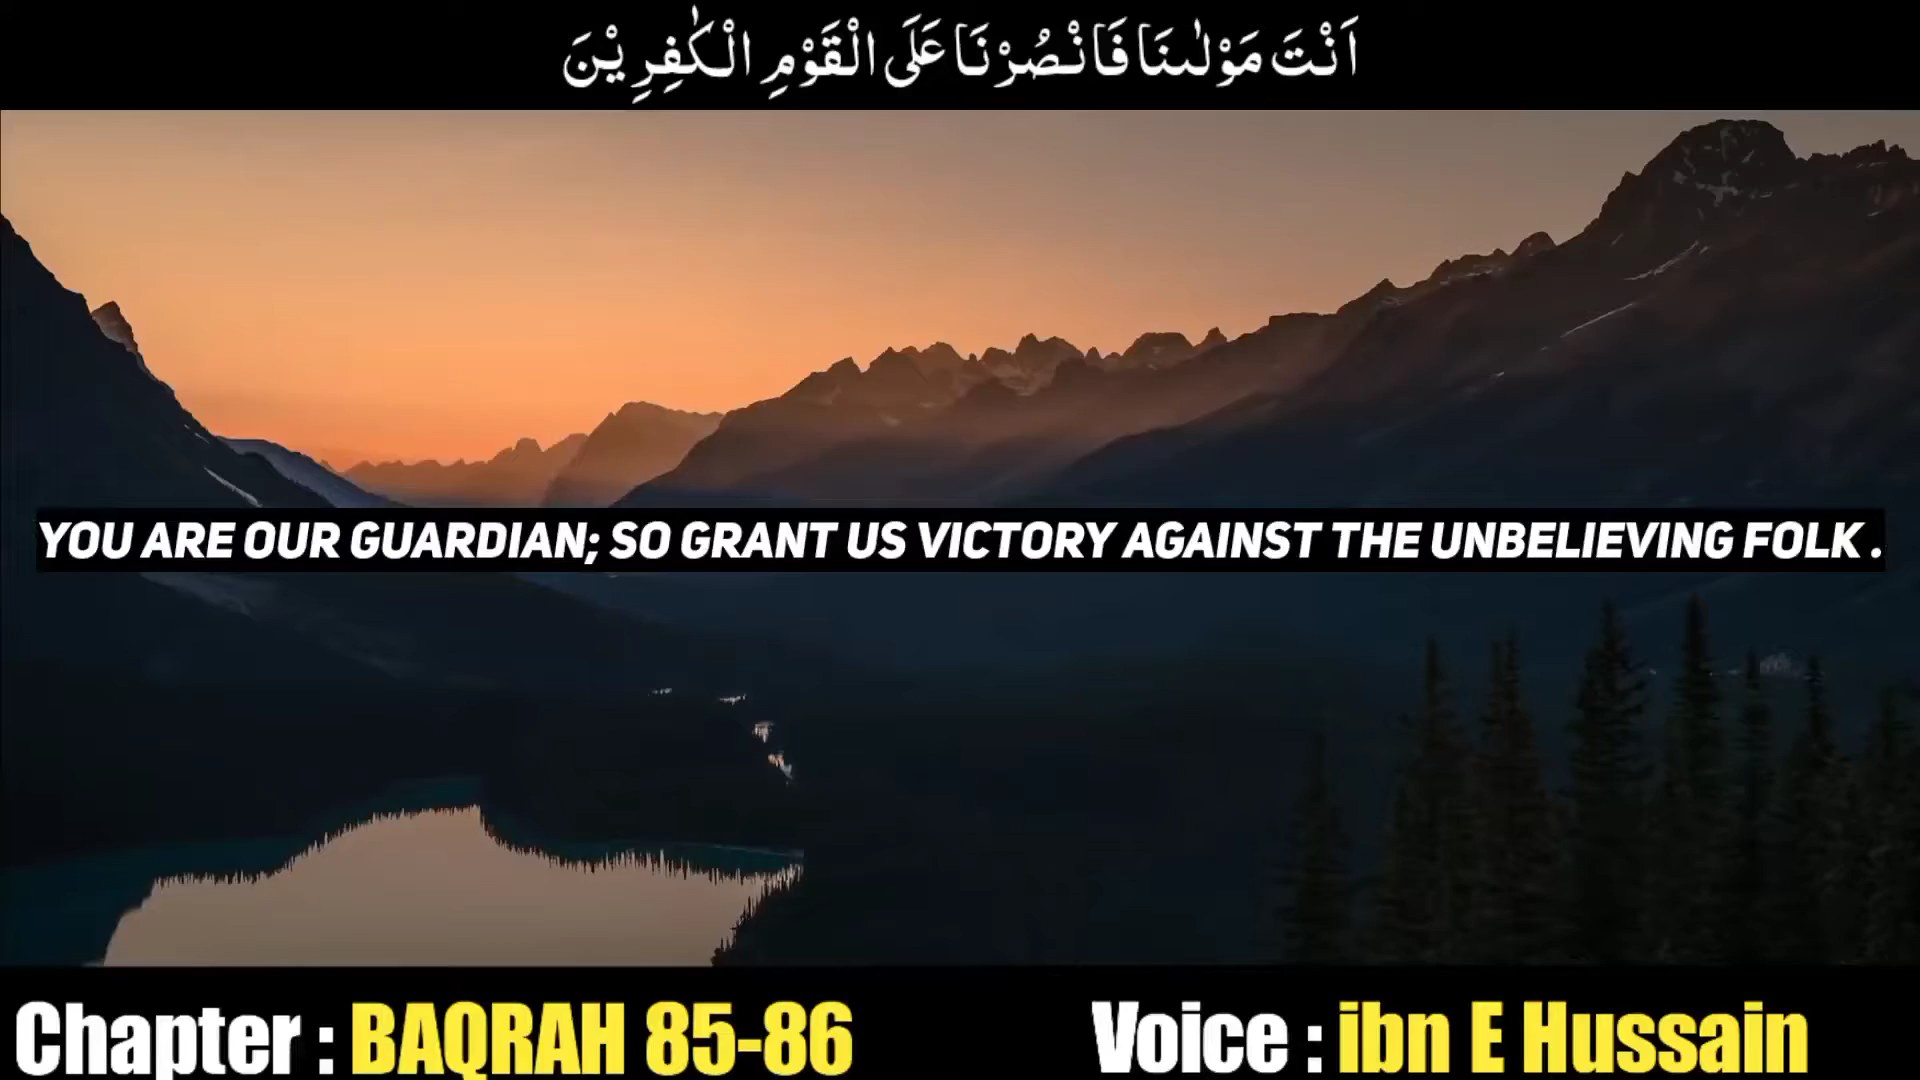 اَنْتَ مَوْلٰىنَا فَانْصُرْنَا عَلَى الْقَوْمِ الْكٰفِرِيْنَ
YOU ARE OUR GUARDIAN; SO GRANT US VICTORY AGAINST THE UNBELIEVING FOLK .
Chapter : BAQRAH 85-86 Voice : ibn E Hussain